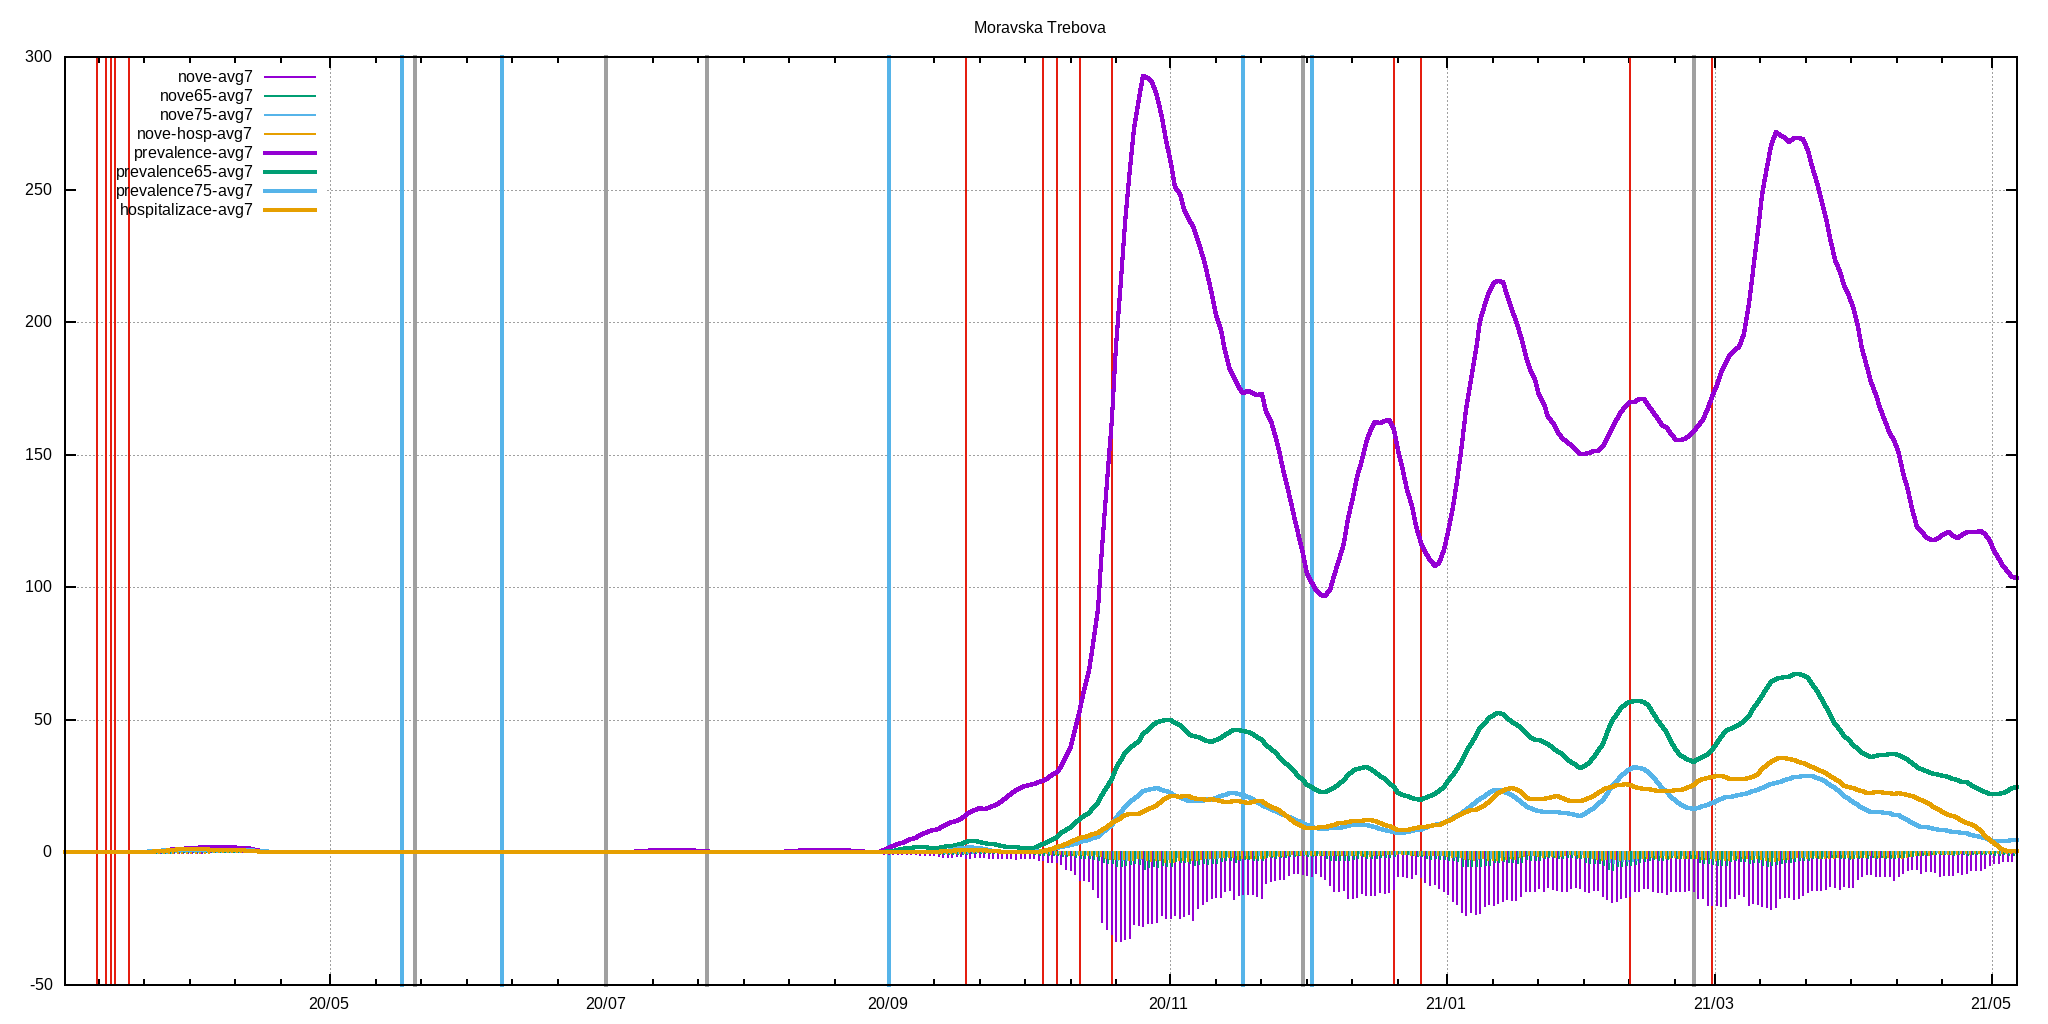 Moravska Trebova
300
250
200
150
100
50
0
-50
nove-avg7
nove65-avg7
nove75-avg7
nove-hosp-avg7
prevalence-avg7
prevalence65-avg7
prevalence75-avg7
hospitalizace-avg7
20/05
20/07
20/09
20/11
21/01
21/03
21/05